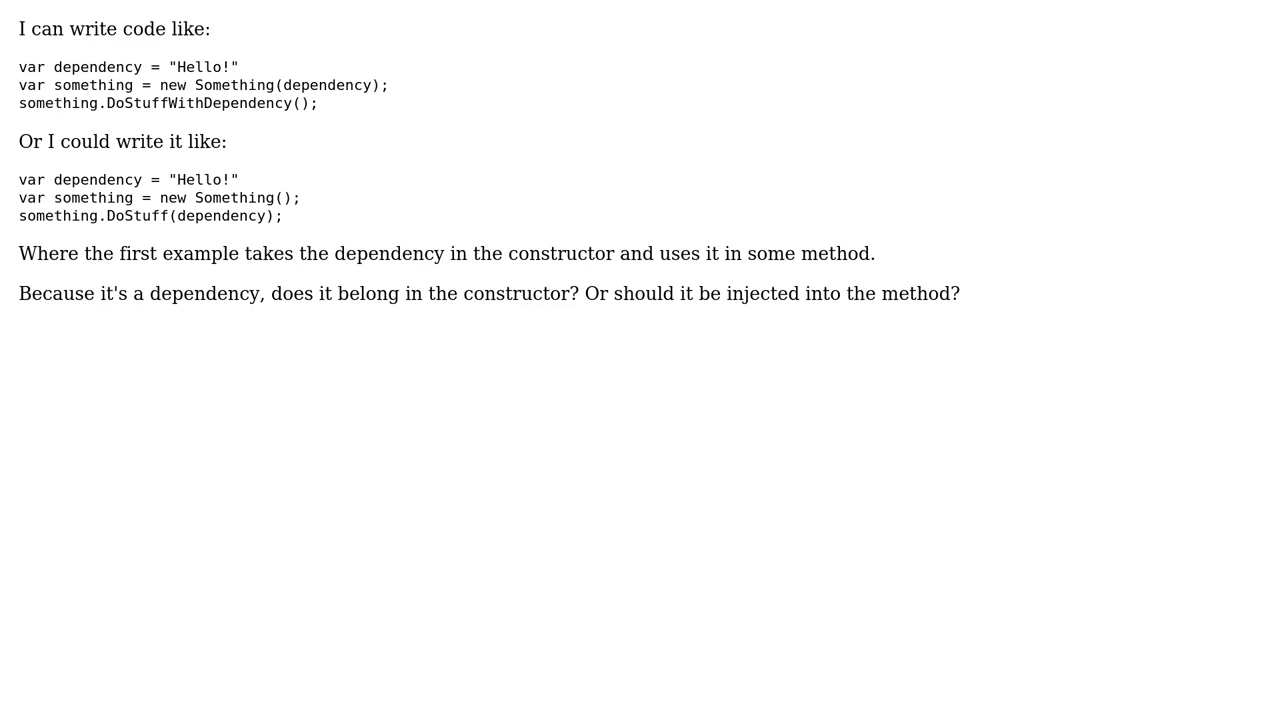 I can write code like:
var dependency = "Hello!"
var something = new Something(dependency);
something.DoStuffWithDependency();
Or I could write it like:
var dependency = "Hello!"
var something = new Something();
something.DoStuff(dependency);
Where the first example takes the dependency in the constructor and uses it in some method.
Because it's a dependency, does it belong in the constructor? Or should it be injected into the method?